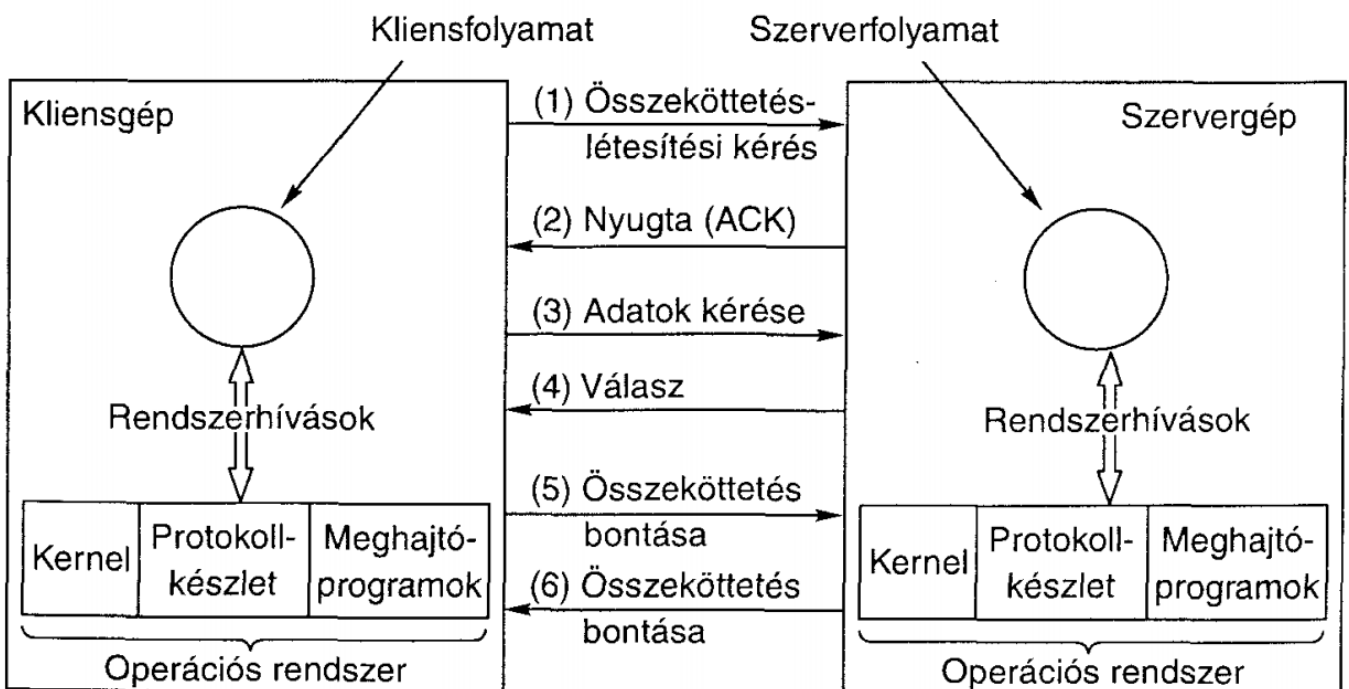 Kliensfolyamat
Szerverfolyamat
Kliensgép
(1) Összeköttetés-
létesítési kérés
Szervergép
(2) Nyugta (ACK)
(3) Adatok kérése
(4) Válasz
Rendszerhívások
Rendszerhívások
(5) Összeköttetés
bontása
(6) Összeköttetés
bontása
Kernel
Protokoll-
készlet
Meghajtó-
programok
Kernel
Protokoll-
készlet
Meghajtó-
programok
Operációs rendszer
Operációs rendszer